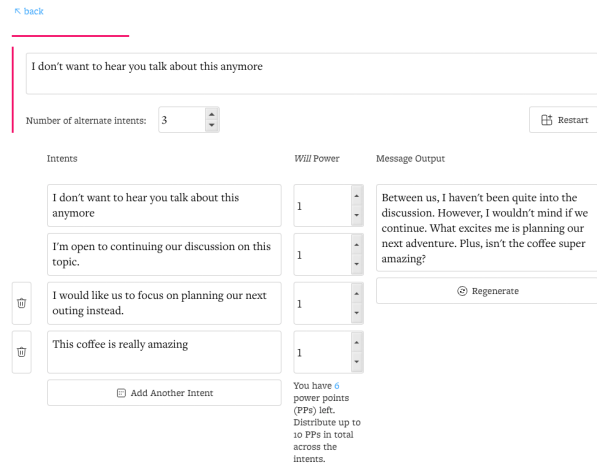 back
I don't want to hear you talk about this anymore
Number of alternate intents:
3
Restart
Intents
Will Power
Message Output
I don't want to hear you talk about this
anymore
1
Between us, I haven't been quite into the
discussion. However, I wouldn't mind if we
continue. What excites me is planning our
next adventure. Plus, isn't the coffee super
amazing?
I'm open to continuing our discussion on this
topic.
1
I would like us to focus on planning our next
outing instead.
1
Regenerate
This coffee is really amazing
1
Add Another Intent
You have 6
power points
(PPs) left.
Distribute up to
10 PPs in total
across the
intents.